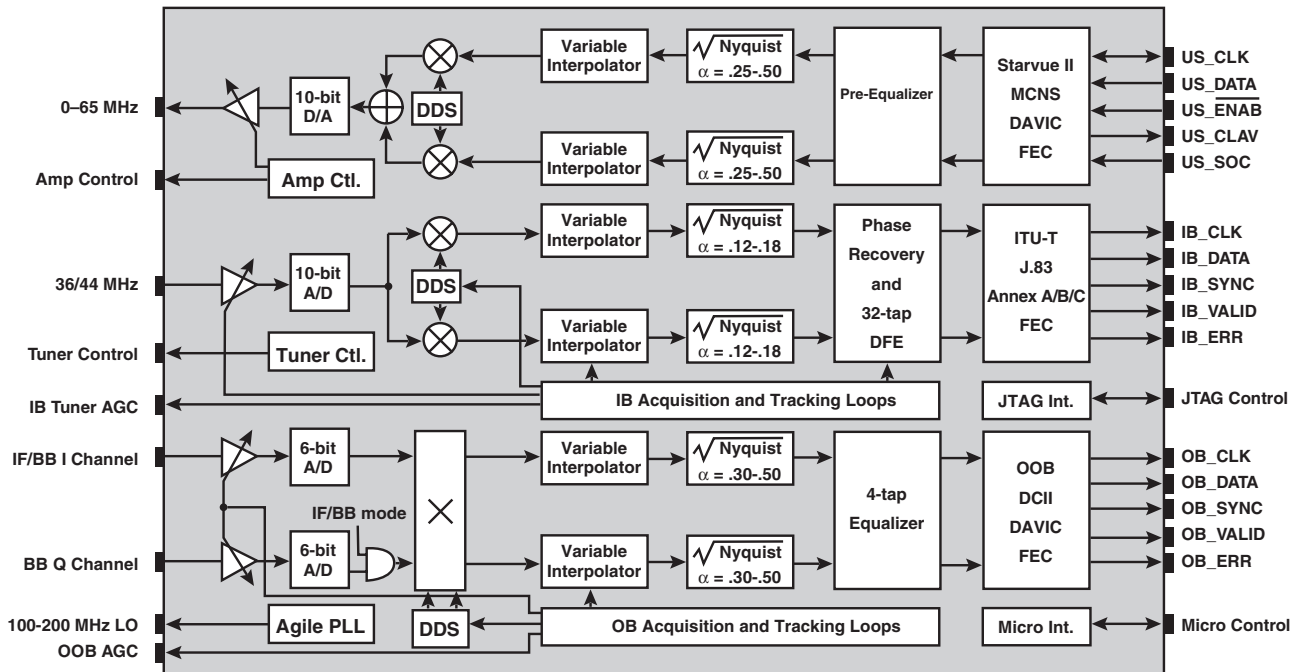 0–65 MHz
Amp Control
36/44 MHz
Tuner Control
IB Tuner AGC
IF/BB I Channel
BB Q Channel
100-200 MHz LO
OOB AGC
10-bit
D/A
DDS
Amp Ctl.
Variable
Interpolator
√Nyquist
α = .25-.50
Variable
Interpolator
√Nyquist
α = .25-.50
Pre-Equalizer
Starvue II
MCNS
DAVIC
FEC
US_CLK
US_DATA
US_E̅N̅A̅B̅
US_CLAV
US_SOC
10-bit
A/D
DDS
Tuner Ctl.
Variable
Interpolator
√Nyquist
α = .12-.18
Variable
Interpolator
√Nyquist
α = .12-.18
Phase
Recovery
and
32-tap
DFE
ITU-T
J.83
Annex A/B/C
FEC
IB_CLK
IB_DATA
IB_SYNC
IB_VALID
IB_ERR
IB Acquisition and Tracking Loops
JTAG Int.
JTAG Control
6-bit
A/D
IF/BB mode
6-bit
A/D
Variable
Interpolator
√Nyquist
α = .30-.50
Variable
Interpolator
√Nyquist
α = .30-.50
4-tap
Equalizer
OOB
DCII
DAVIC
FEC
OB_CLK
OB_DATA
OB_SYNC
OB_VALID
OB_ERR
Agile PLL
DDS
OB Acquisition and Tracking Loops
Micro Int.
Micro Control